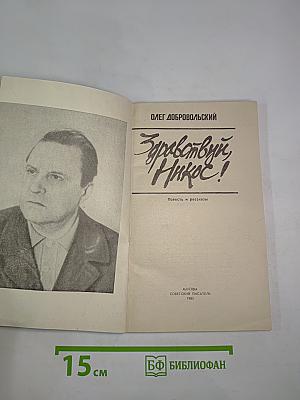 ОЛЕГ ДОБРОВОЛЬСКИЙ
Здравствуй,
Никос!
Повесть и рассказы
МОСКВА
СОВЕТСКИЙ ПИСАТЕЛЬ
15 см
БФ БИБЛИОФАН